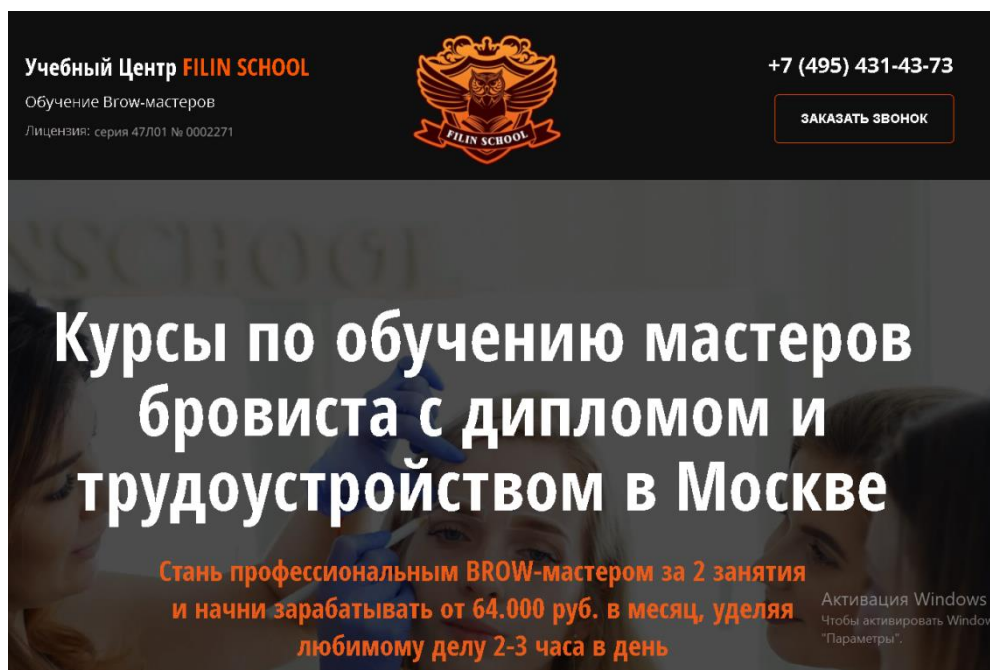 Учебный Центр FILIN SCHOOL
Обучение Brow-мастеров
Лицензия: серия 47Л01 № 0002271
FILIN SCHOOL
+7 (495) 431-43-73
ЗАКАЗАТЬ ЗВОНОК
NSCHOOL
Курсы по обучению мастеров
бровиста с дипломом и
трудоустройством в Москве
Стань профессиональным BROW-мастером за 2 занятия
и начни зарабатывать от 64.000 руб. в месяц, уделяя
любимому делу 2-3 часа в день
Активация Windows
Чтобы активировать Window
"Параметры".